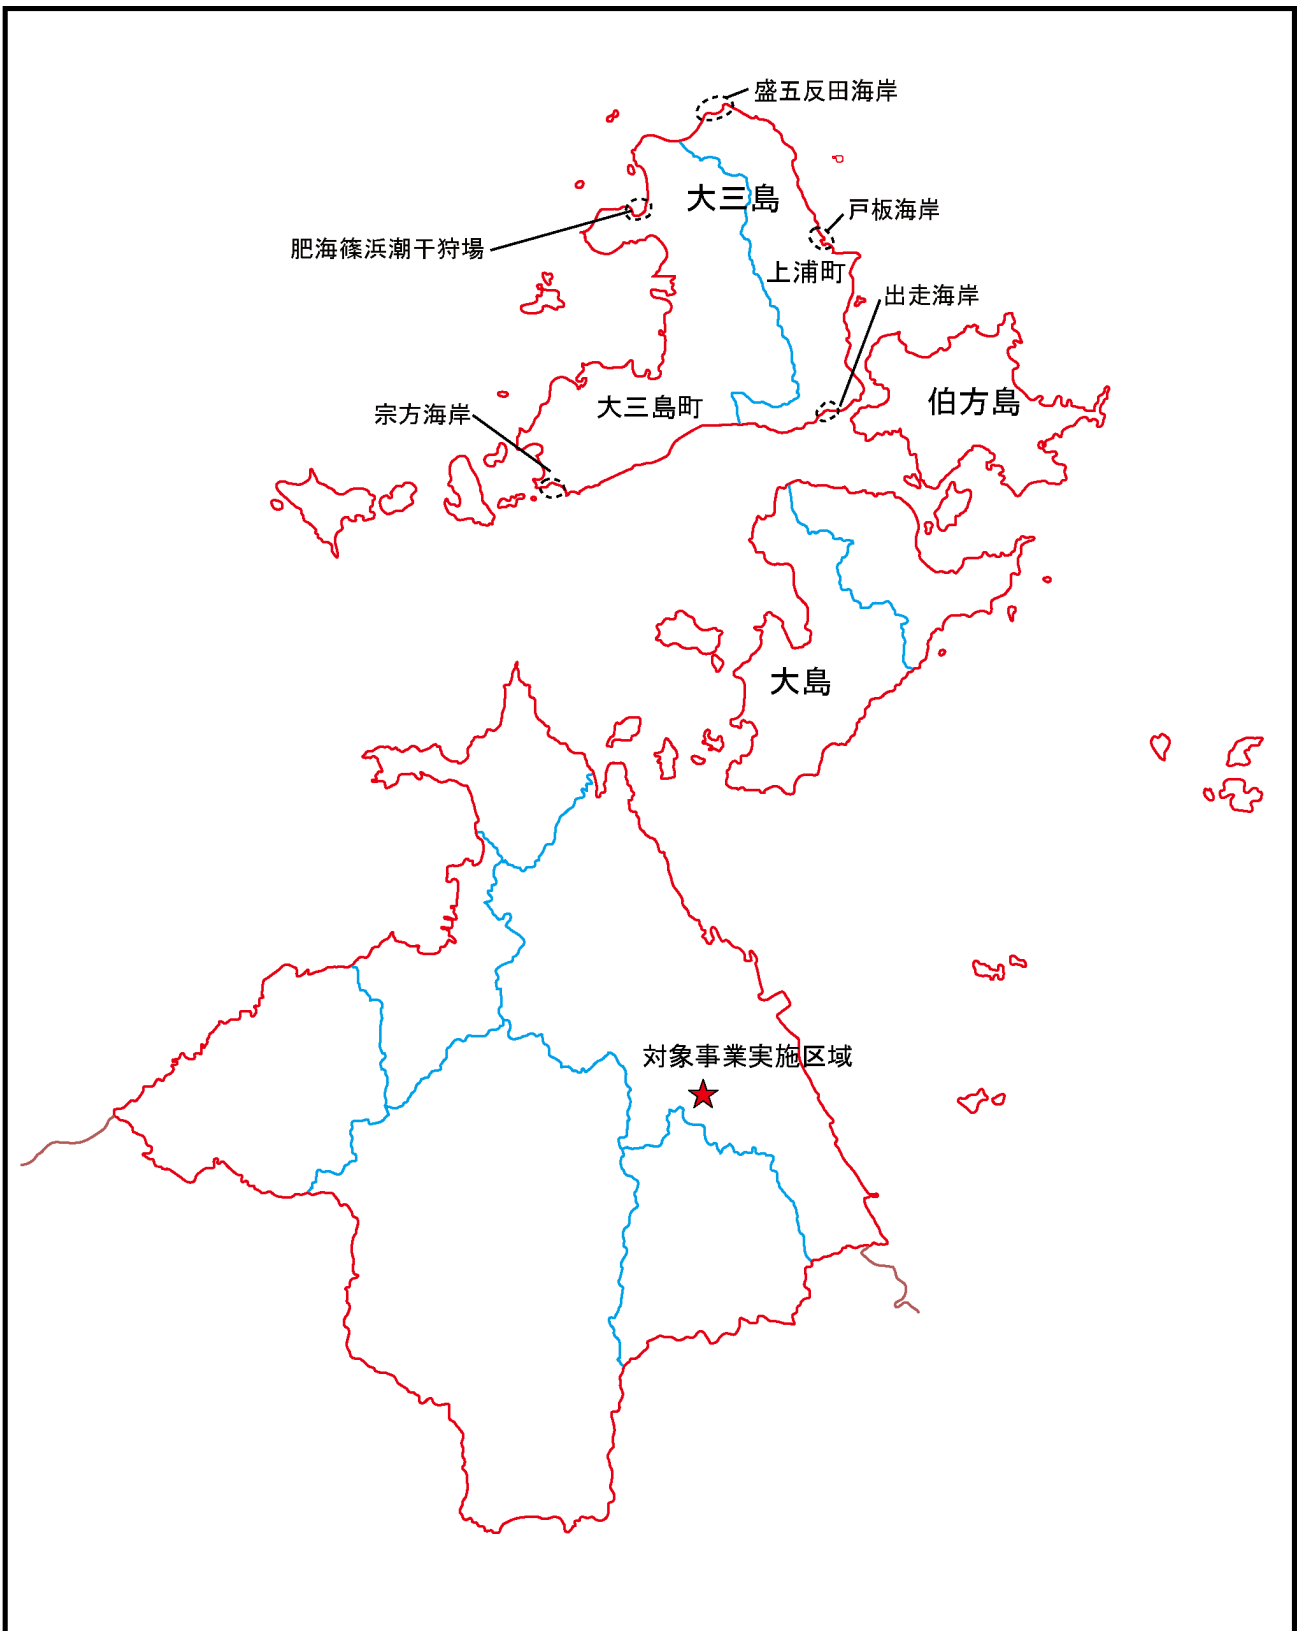 盛五反田海岸
大三島
戸板海岸
肥海篠浜潮干狩場
上浦町
出走海岸
伯方島
大三島町
宗方海岸
大島
対象事業実施区域